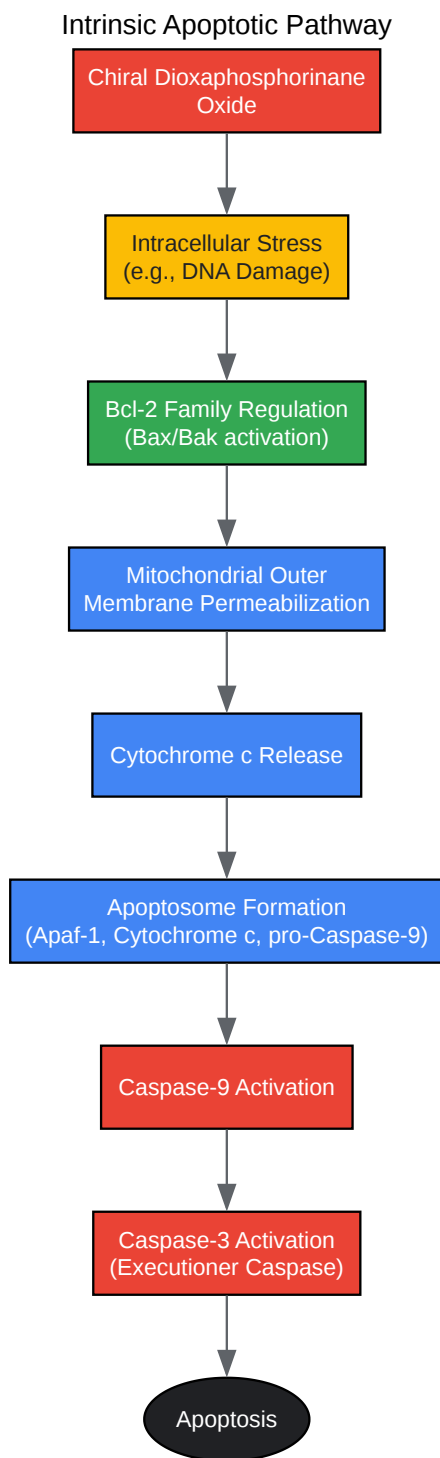 Intrinsic Apoptotic Pathway
Chiral Dioxaphosphorinane
Oxide
Intracellular Stress
(e.g., DNA Damage)
Bcl-2 Family Regulation
(Bax/Bak activation)
Mitochondrial Outer
Membrane Permeabilization
Cytochrome c Release
Apoptosome Formation
(Apaf-1, Cytochrome c, pro-Caspase-9)
Caspase-9 Activation
Caspase-3 Activation
(Executioner Caspase)
Apoptosis